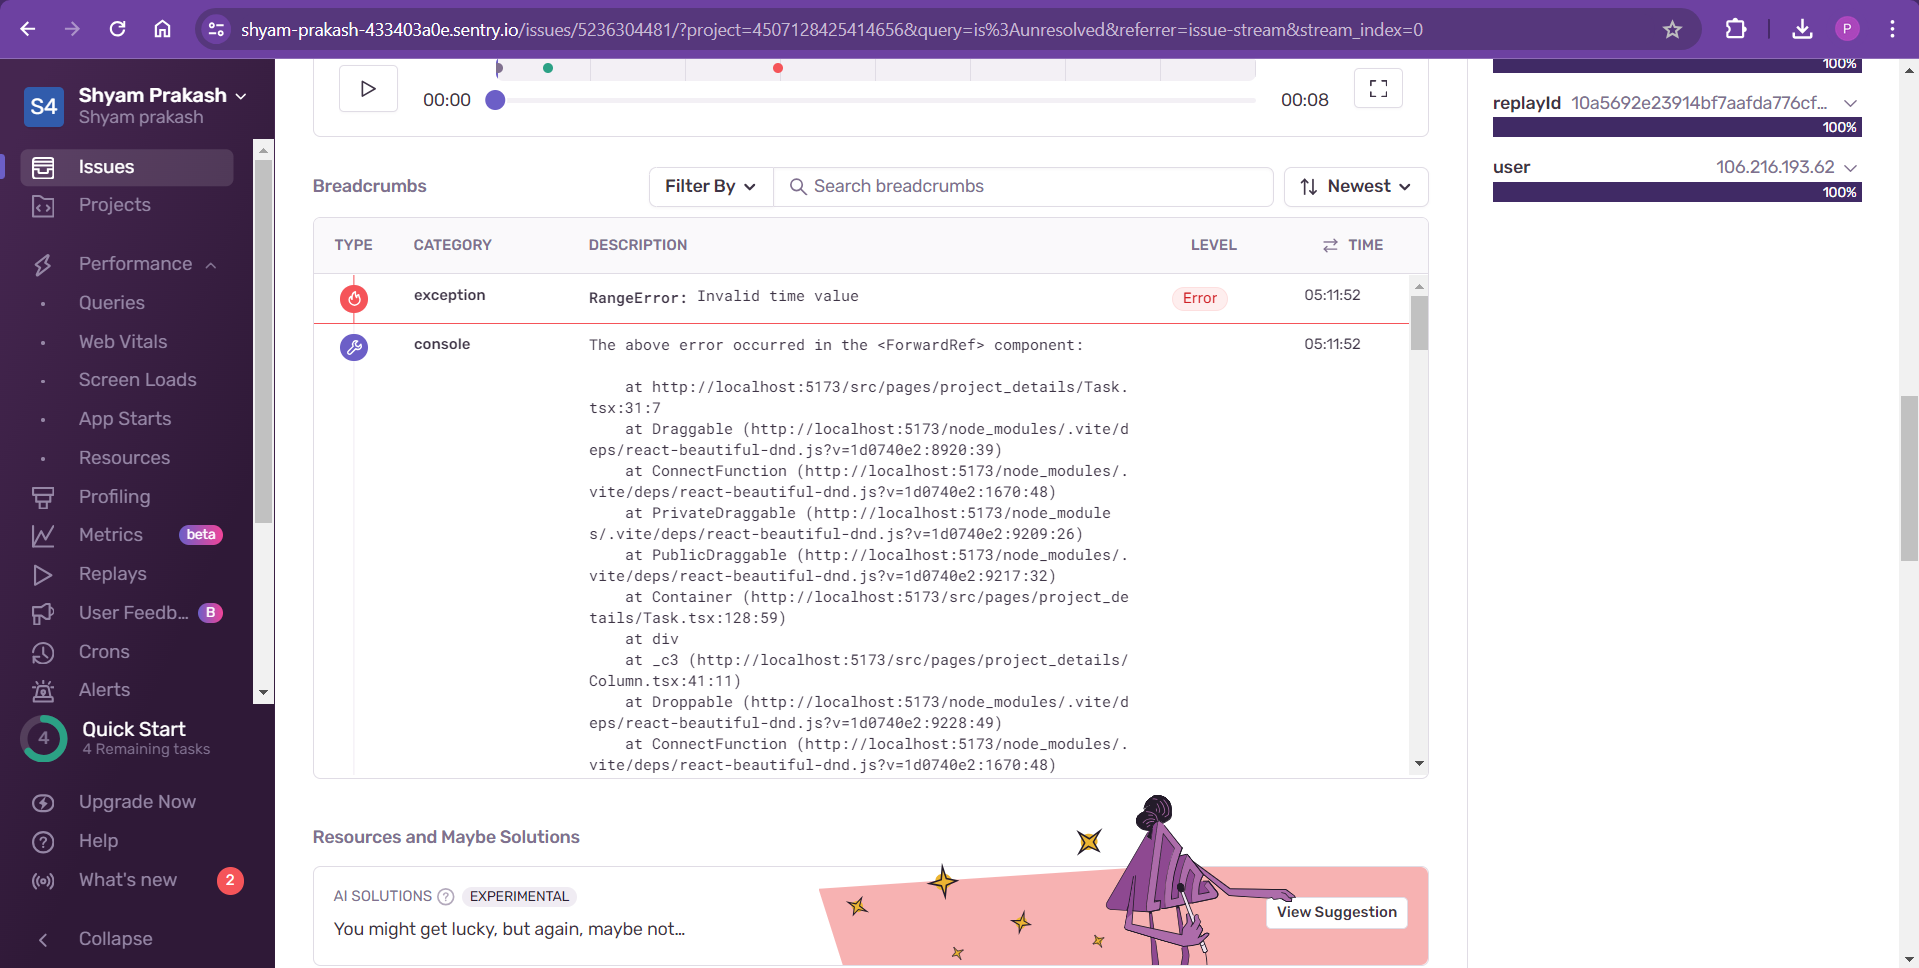 shyam-prakash-433403a0e.sentry.io/issues/5236304481/?project=4507128425414656&query=is%3Aunresolved&referrer=issue-stream&stream_index=0
P
S4
Shyam Prakash
Shyam prakash
Issues
Projects
Performance
Queries
Web Vitals
Screen Loads
App Starts
Resources
Profiling
Metrics beta
Replays
User Feedb... B
Crons
Alerts
4
Quick Start
4 Remaining tasks
Upgrade Now
Help
What's new 2
Collapse
00:00
00:08
Breadcrumbs
Filter By
Search breadcrumbs
Newest
TYPE CATEGORY DESCRIPTION LEVEL TIME
exception RangeError: Invalid time value Error 05:11:52
console The above error occurred in the <ForwardRef> component: 05:11:52
at http://localhost:5173/src/pages/project_details/Task.
tsx:31:7
at Draggable (http://localhost:5173/node_modules/.vite/d
eps/react-beautiful-dnd.js?v=1d0740e2:8920:39)
at ConnectFunction (http://localhost:5173/node_modules/.
vite/deps/react-beautiful-dnd.js?v=1d0740e2:1670:48)
at PrivateDraggable (http://localhost:5173/node_module
s/.vite/deps/react-beautiful-dnd.js?v=1d0740e2:9209:26)
at PublicDraggable (http://localhost:5173/node_modules/.
vite/deps/react-beautiful-dnd.js?v=1d0740e2:9217:32)
at Container (http://localhost:5173/src/pages/project_de
tails/Task.tsx:128:59)
at div
at _c3 (http://localhost:5173/src/pages/project_details/
Column.tsx:41:11)
at Droppable (http://localhost:5173/node_modules/.vite/d
eps/react-beautiful-dnd.js?v=1d0740e2:9228:49)
at ConnectFunction (http://localhost:5173/node_modules/.
vite/deps/react-beautiful-dnd.js?v=1d0740e2:1670:48)
Resources and Maybe Solutions
AI SOLUTIONS ? EXPERIMENTAL
You might get lucky, but again, maybe not...
View Suggestion
100%
replayId 10a5692e23914bf7aafda776cf...
100%
user 106.216.193.62
100%